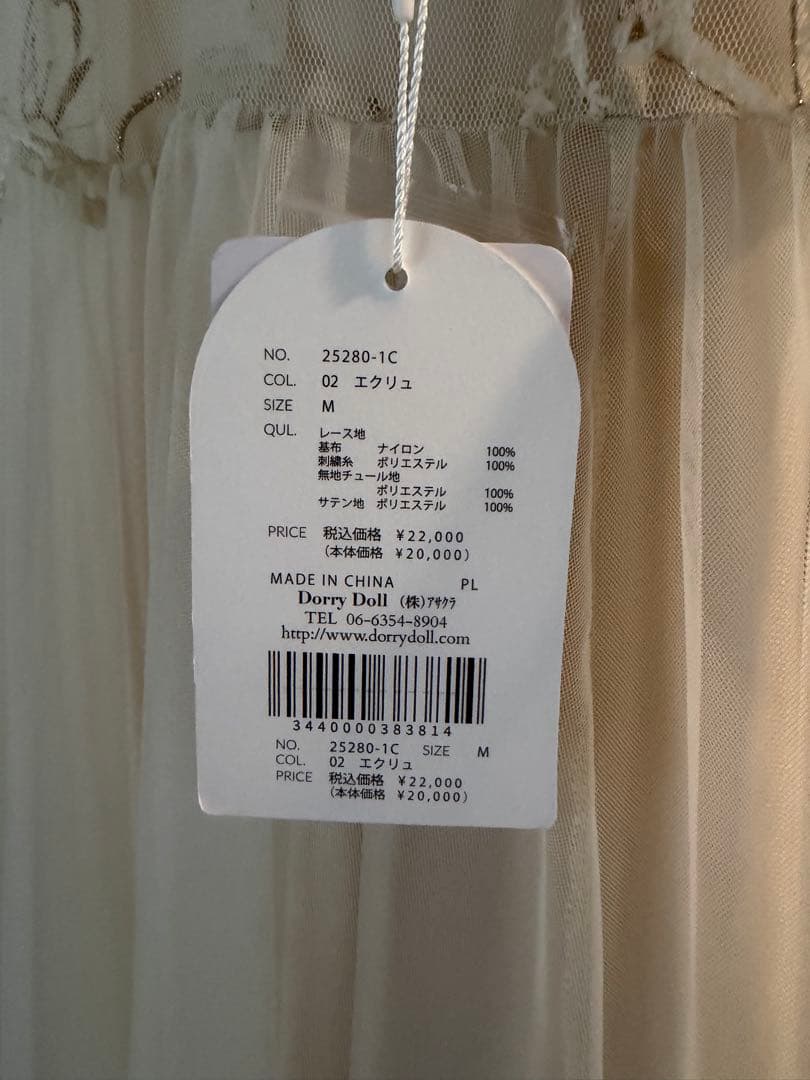 NO. 25280-1C
COL. 02 エクリュ
SIZE M
QUL. レース地
基布 ナイロン 100%
刺繍糸 ポリエステル 100%
無地チュール地
ポリエステル 100%
サテン地 ポリエステル 100%
PRICE 税込価格 ¥22,000
(本体価格 ¥20,000)
MADE IN CHINA PL
Dorry Doll (株)アサクラ
TEL 06-6354-8904
http://www.dorrydoll.com
3440000383814
NO. 25280-1C SIZE M
COL. 02 エクリュ
PRICE 税込価格 ¥22,000
(本体価格 ¥20,000)